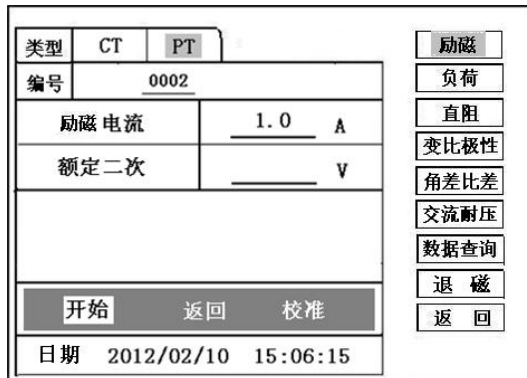 类型 CT PT
编号 0002
励磁电流 1.0 A
额定二次 V
开始 返回 校准
日期 2012/02/10 15:06:15
励磁
负荷
直阻
变比极性
角差比差
交流耐压
数据查询
退 磁
返 回